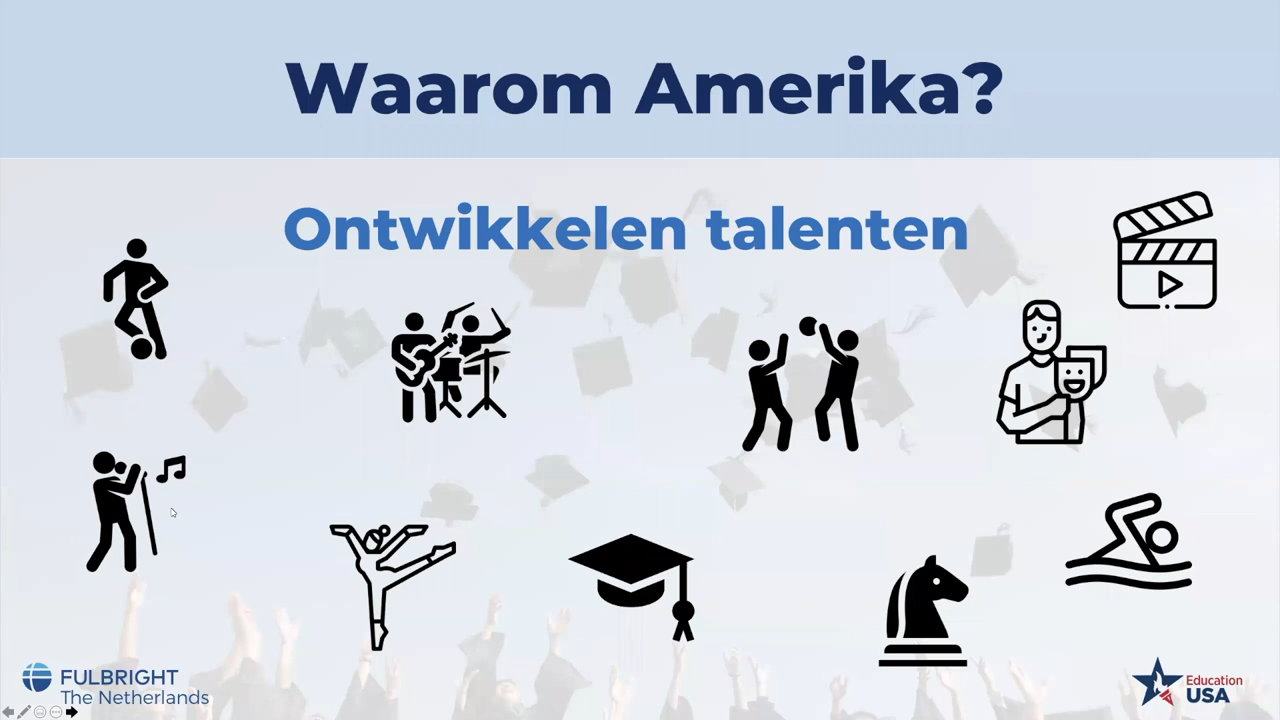 Waarom Amerika?
Ontwikkelen talenten
FULBRIGHT
The Netherlands
Education
USA